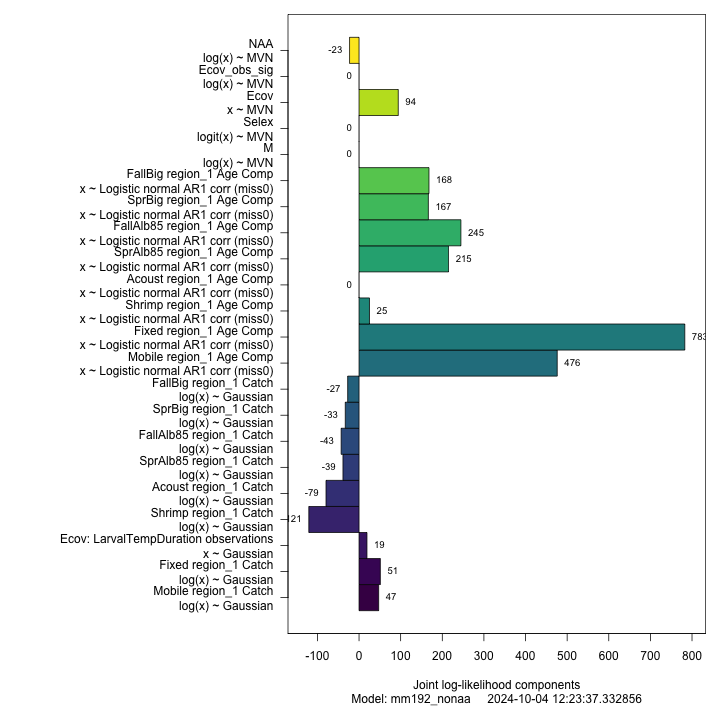 NAA
log(x) ~ MVN
-23
Ecov_obs_sig
log(x) ~ MVN
0
Ecov
x ~ MVN
94
Selex
logit(x) ~ MVN
0
M
log(x) ~ MVN
0
FallBig region_1 Age Comp
x ~ Logistic normal AR1 corr (miss0)
168
SprBig region_1 Age Comp
x ~ Logistic normal AR1 corr (miss0)
167
FallAlb85 region_1 Age Comp
x ~ Logistic normal AR1 corr (miss0)
245
SprAlb85 region_1 Age Comp
x ~ Logistic normal AR1 corr (miss0)
215
Acoust region_1 Age Comp
x ~ Logistic normal AR1 corr (miss0)
0
Shrimp region_1 Age Comp
x ~ Logistic normal AR1 corr (miss0)
25
Fixed region_1 Age Comp
x ~ Logistic normal AR1 corr (miss0)
783
Mobile region_1 Age Comp
x ~ Logistic normal AR1 corr (miss0)
476
FallBig region_1 Catch
log(x) ~ Gaussian
-27
SprBig region_1 Catch
log(x) ~ Gaussian
-33
FallAlb85 region_1 Catch
log(x) ~ Gaussian
-43
SprAlb85 region_1 Catch
log(x) ~ Gaussian
-39
Acoust region_1 Catch
log(x) ~ Gaussian
-79
Shrimp region_1 Catch
log(x) ~ Gaussian
21
Ecov: LarvalTempDuration observations
x ~ Gaussian
19
Fixed region_1 Catch
log(x) ~ Gaussian
51
Mobile region_1 Catch
log(x) ~ Gaussian
47
-100 0 100 200 300 400 500 600 700 800
Joint log-likelihood components
Model: mm192_nonaa 2024-10-04 12:23:37.332856